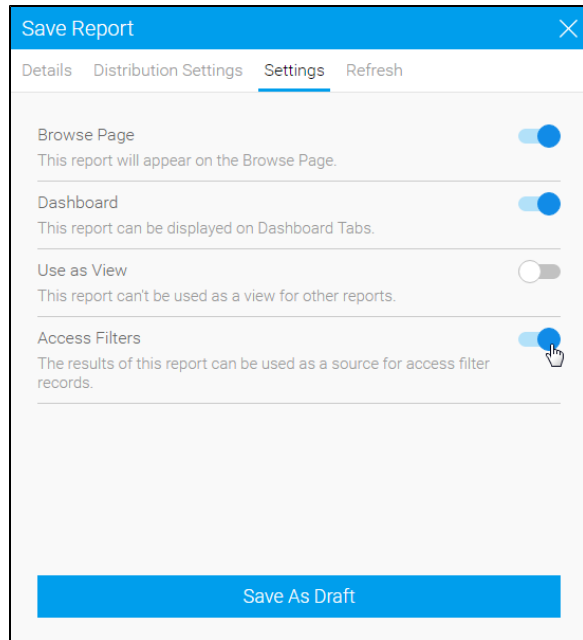 Save Report
Details Distribution Settings Settings Refresh
Browse Page
This report will appear on the Browse Page.
Dashboard
This report can be displayed on Dashboard Tabs.
Use as View
This report can't be used as a view for other reports.
Access Filters
The results of this report can be used as a source for access filter
records.
Save As Draft